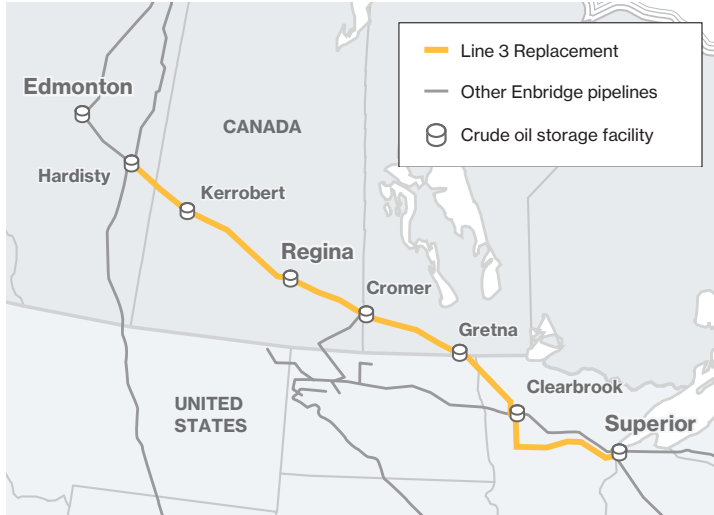 Line 3 Replacement
Other Enbridge pipelines
Crude oil storage facility
Edmonton
CANADA
Hardisty
Kerrobert
Regina
Cromer
Gretna
Clearbrook
UNITED
STATES
Superior